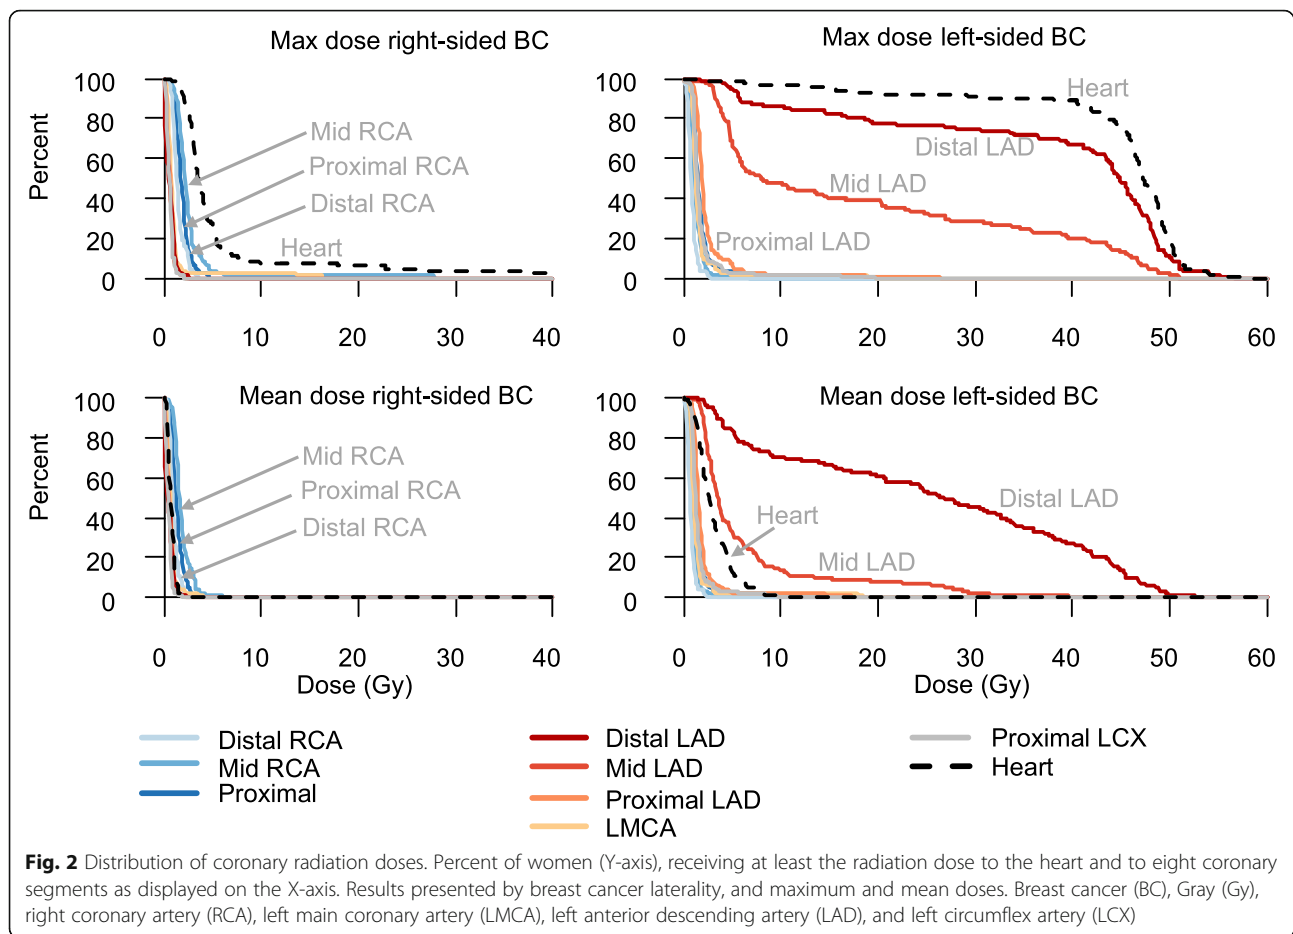 Max dose right-sided BC
Percent
100
80
60
40
20
0
Mid RCA
Proximal RCA
Distal RCA
Heart
0 10 20 30 40
Max dose left-sided BC
100
80
60
40
20
0
Heart
Distal LAD
Mid LAD
Proximal LAD
0 10 20 30 40 50 60
Mean dose right-sided BC
Percent
100
80
60
40
20
0
Mid RCA
Proximal RCA
Distal RCA
0 10 20 30 40
Dose (Gy)
Mean dose left-sided BC
100
80
60
40
20
0
Distal LAD
Heart
Mid LAD
0 10 20 30 40 50 60
Dose (Gy)
Distal RCA
Mid RCA
Proximal
Distal LAD
Mid LAD
Proximal LAD
LMCA
Proximal LCX
Heart
Fig. 2 Distribution of coronary radiation doses. Percent of women (Y-axis), receiving at least the radiation dose to the heart and to eight coronary
segments as displayed on the X-axis. Results presented by breast cancer laterality, and maximum and mean doses. Breast cancer (BC), Gray (Gy),
right coronary artery (RCA), left main coronary artery (LMCA), left anterior descending artery (LAD), and left circumflex artery (LCX)